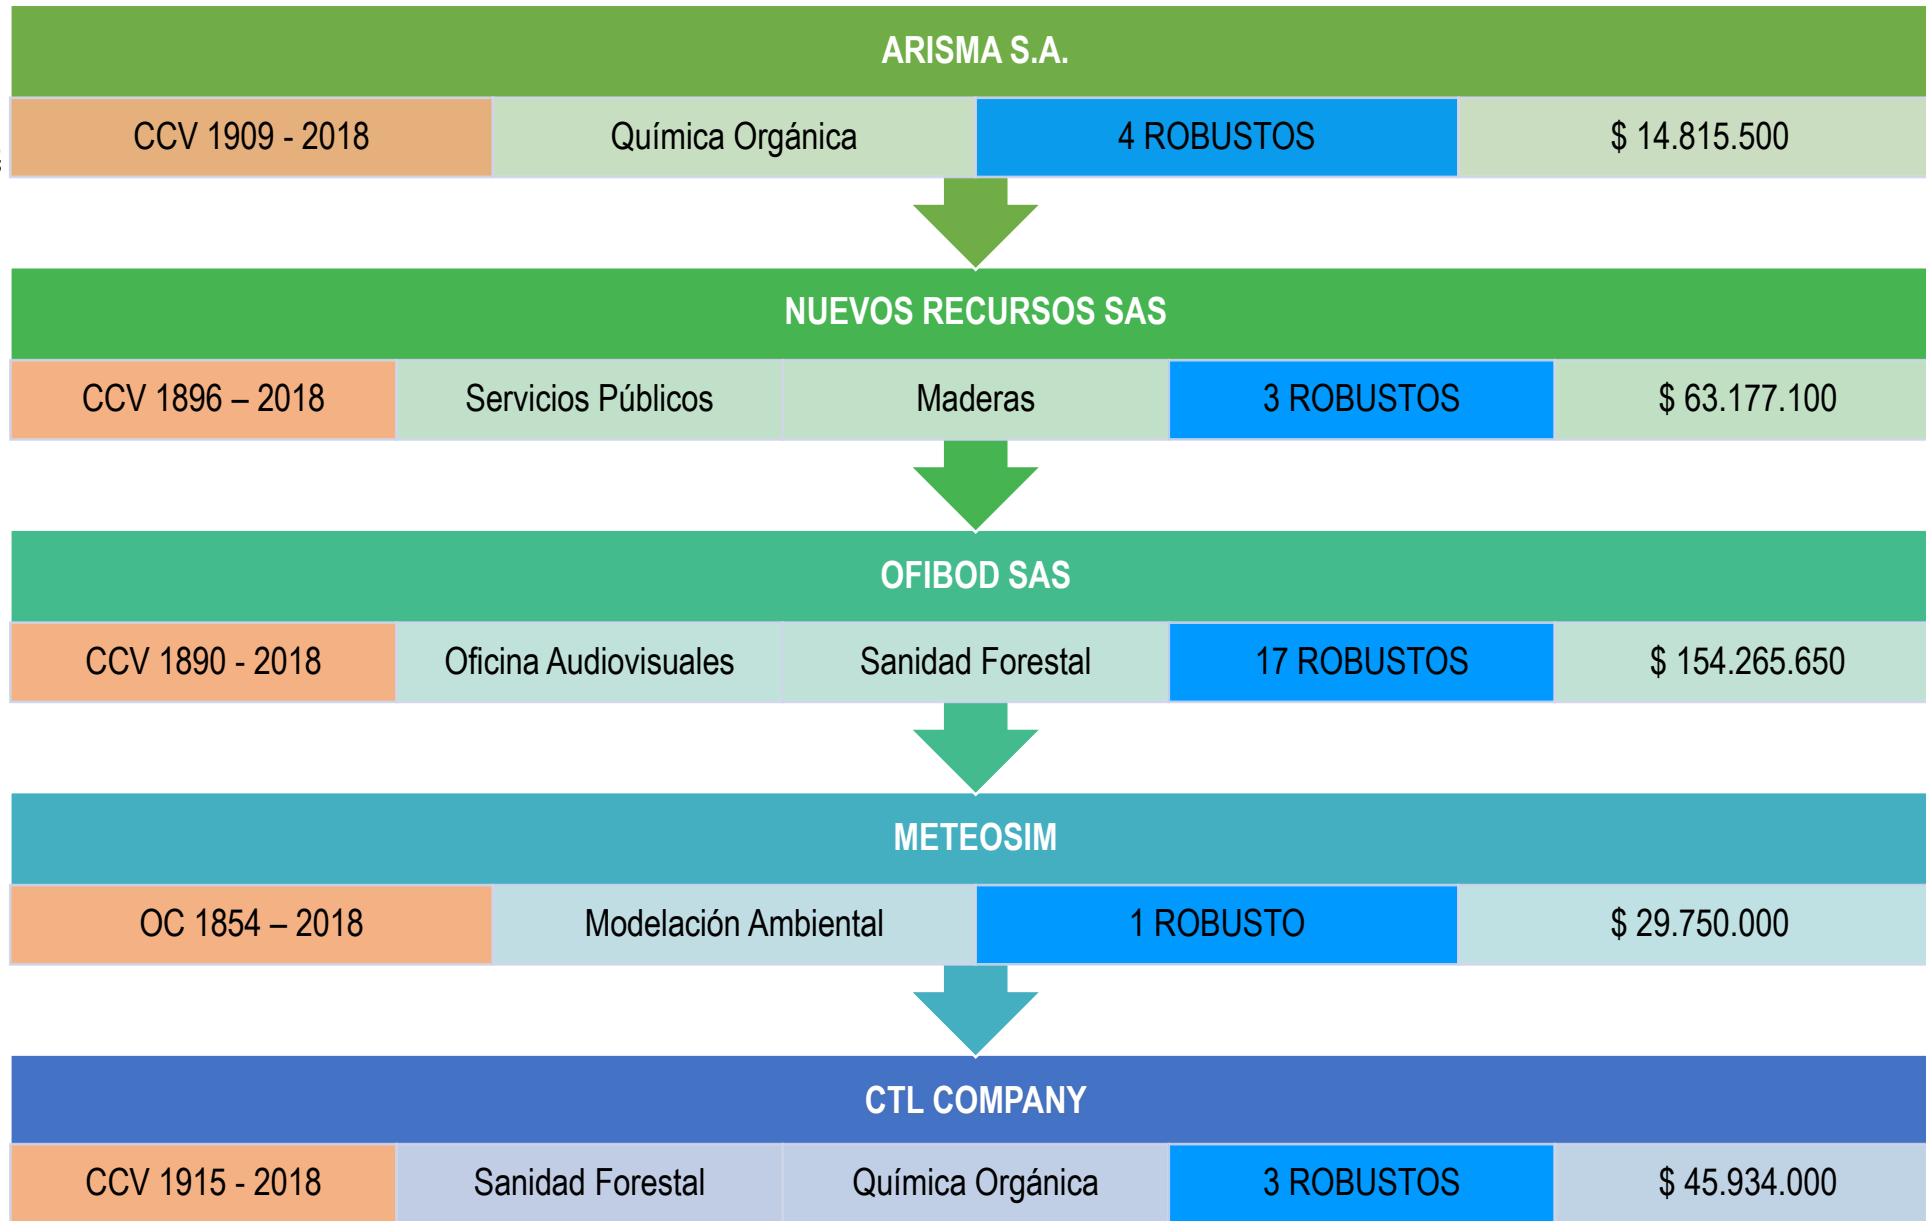 ARISMA S.A.
CCV 1909 - 2018 Química Orgánica 4 ROBUSTOS $ 14.815.500
NUEVOS RECURSOS SAS
CCV 1896 – 2018 Servicios Públicos Maderas 3 ROBUSTOS $ 63.177.100
OFIBOD SAS
CCV 1890 - 2018 Oficina Audiovisuales Sanidad Forestal 17 ROBUSTOS $ 154.265.650
METEOSIM
OC 1854 – 2018 Modelación Ambiental 1 ROBUSTO $ 29.750.000
CTL COMPANY
CCV 1915 - 2018 Sanidad Forestal Química Orgánica 3 ROBUSTOS $ 45.934.000